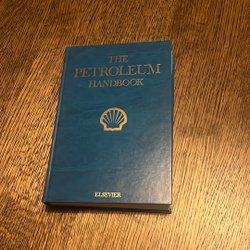 THE
PETROLEUM
HANDBOOK
ELSEVIER